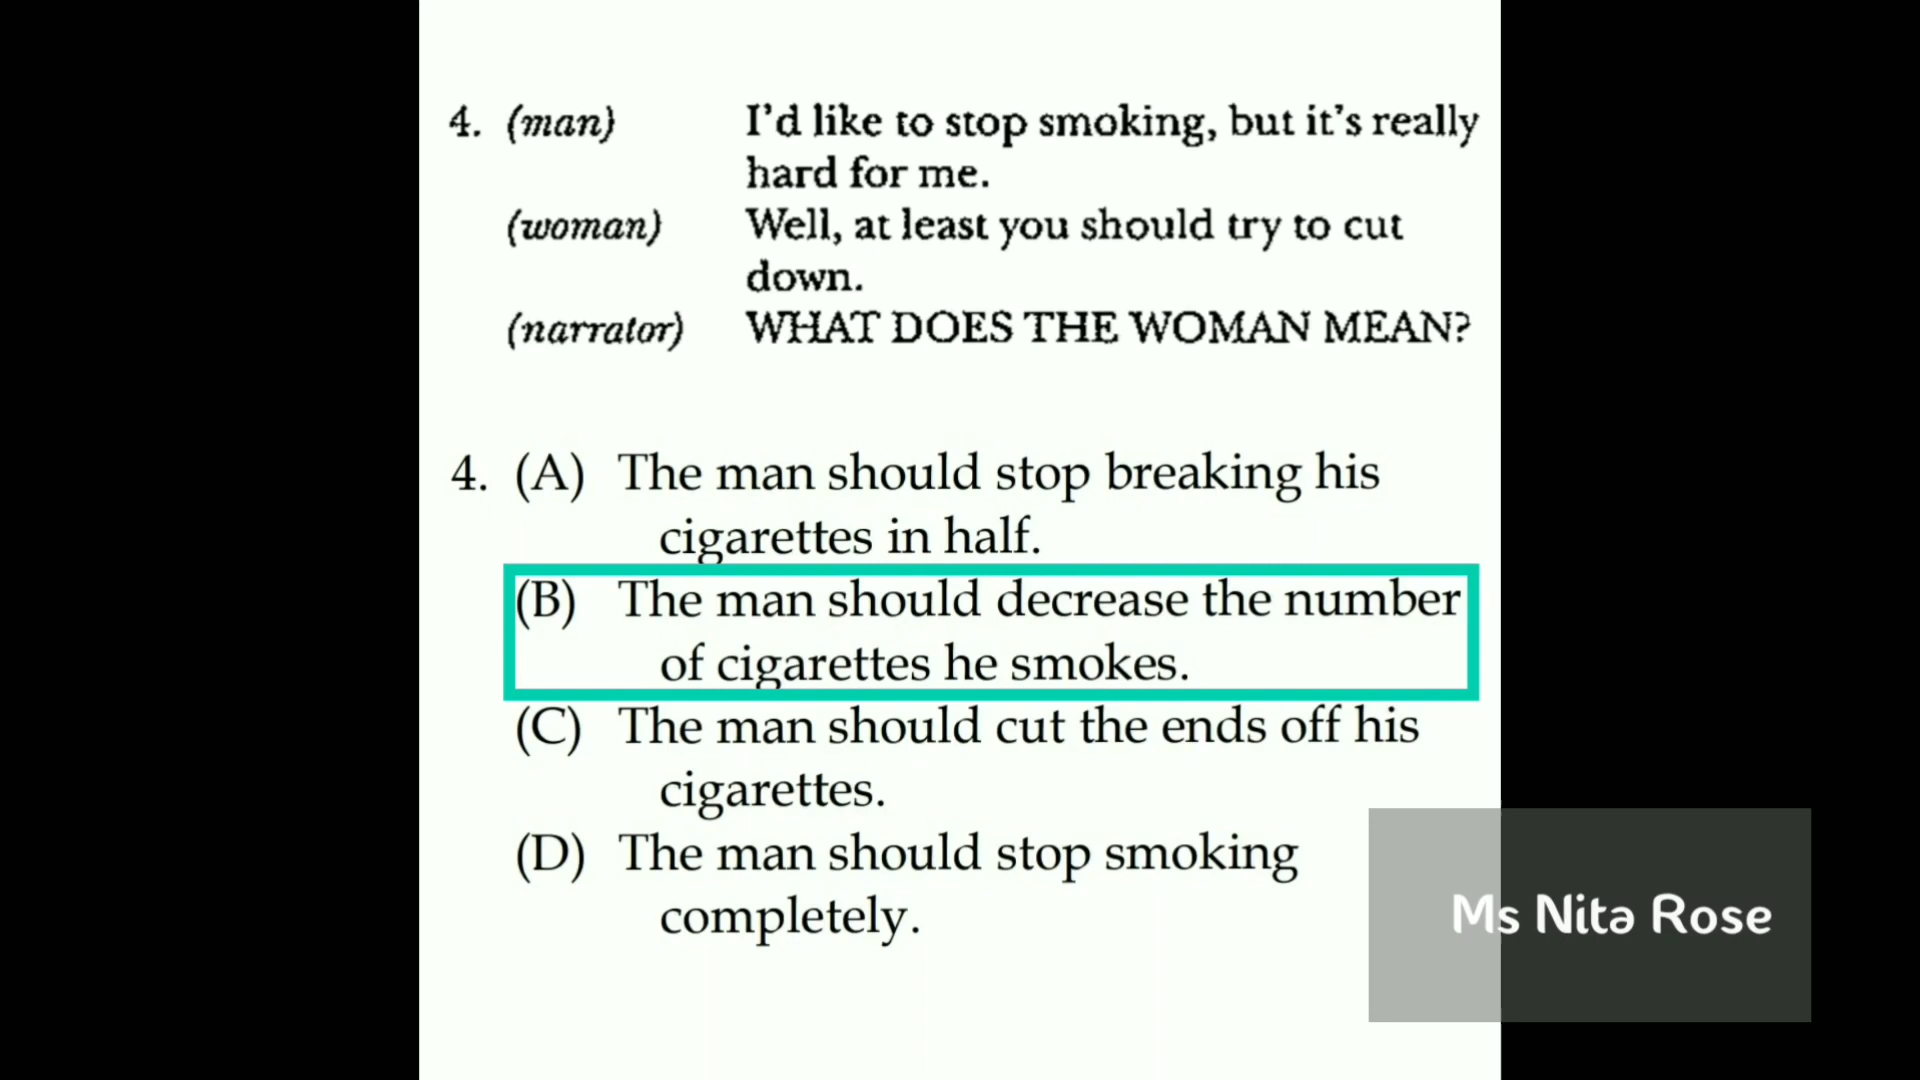 4. (man) I'd like to stop smoking, but it's really
hard for me.
(woman) Well, at least you should try to cut
down.
(narrator) WHAT DOES THE WOMAN MEAN?
4. (A) The man should stop breaking his
cigarettes in half.
(B) The man should decrease the number
of cigarettes he smokes.
(C) The man should cut the ends off his
cigarettes.
(D) The man should stop smoking
completely.
Ms Nita Rose